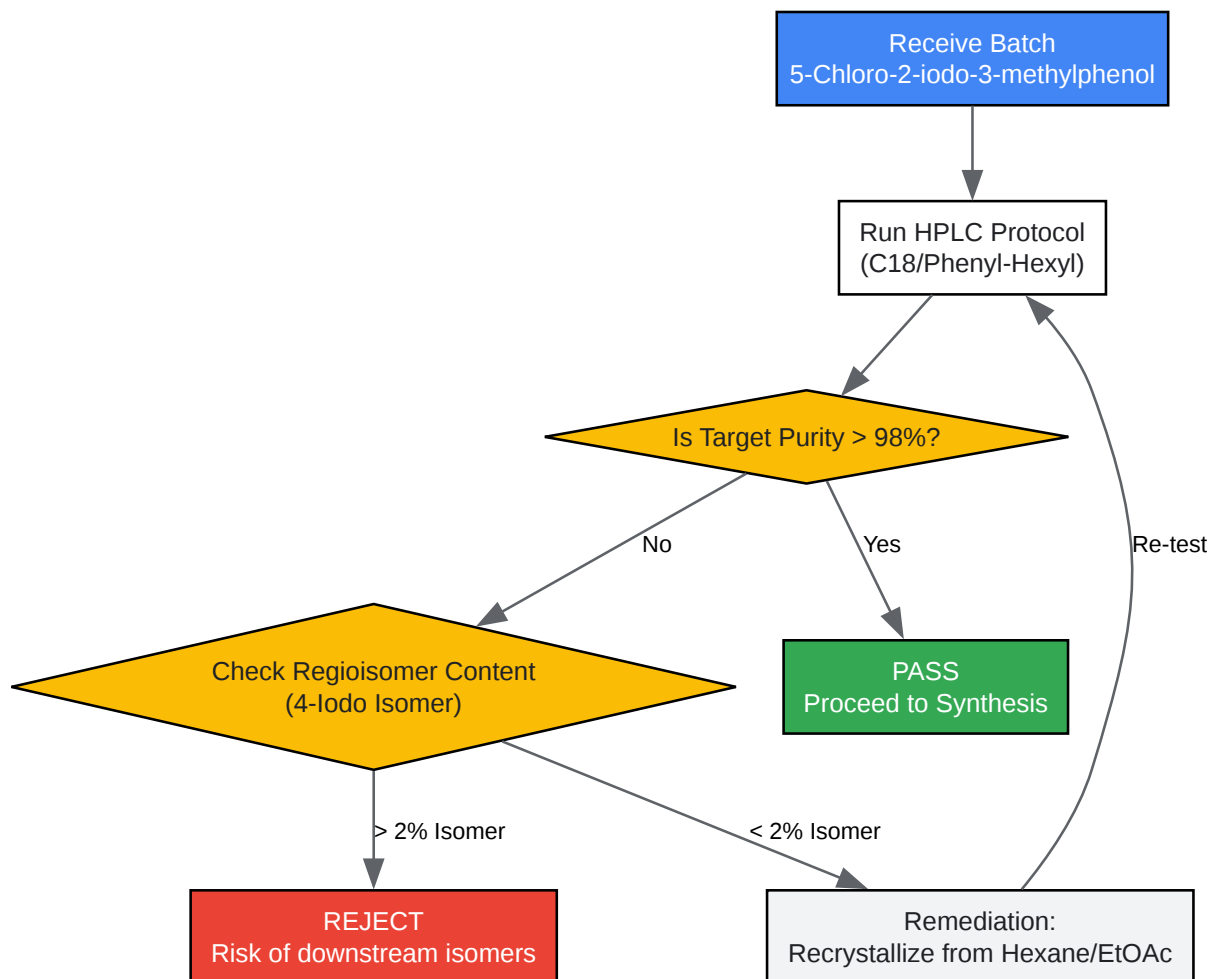 Receive Batch
5-Chloro-2-iodo-3-methylphenol
Run HPLC Protocol
(C18/Phenyl-Hexyl)
Is Target Purity > 98%?
No
Yes
Re-test
Check Regioisomer Content
(4-Iodo Isomer)
PASS
Proceed to Synthesis
> 2% Isomer
< 2% Isomer
REJECT
Risk of downstream isomers
Remediation:
Recrystallize from Hexane/EtOAc